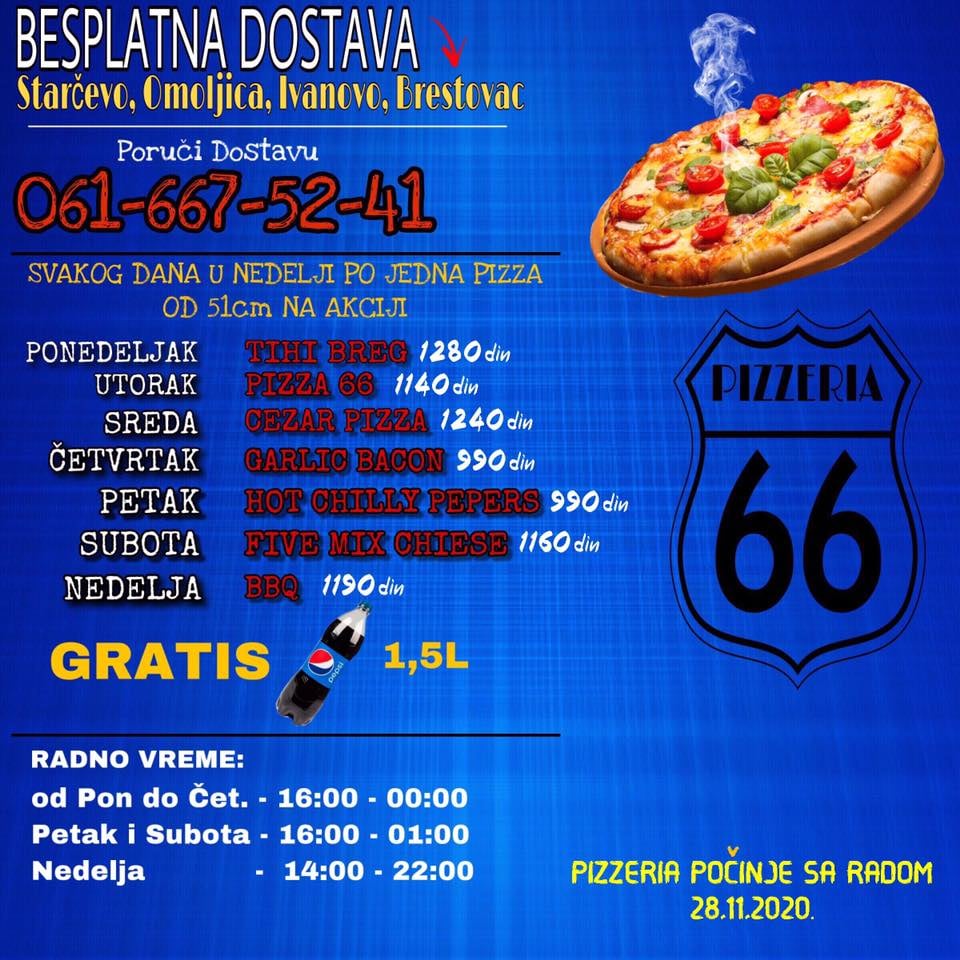 BESPLATNA DOSTAVA
Starčevo, Omoljica, Ivanovo, Brestovac
Poruči Dostavu
061-667-52-41
SVAKOG DANA U NEDELJI PO JEDNA PIZZA
OD 51cm NA AKCIJI
PONEDELJAK TIHI BREG 1280 din
UTORAK PIZZA 66 1140 din
SREDA CEZAR PIZZA 1240 din
ČETVRTAK GARLIC BACON 990 din
PETAK HOT CHILLY PEPERS 990 din
SUBOTA FIVE MIX CHIESE 1160 din
NEDELJA BBQ 1190 din
GRATIS pepsi 1,5L
PIZZERIA
66
RADNO VREME:
od Pon do Čet. - 16:00 - 00:00
Petak i Subota - 16:00 - 01:00
Nedelja - 14:00 - 22:00
PIZZERIA POČINJE SA RADOM
28.11.2020.